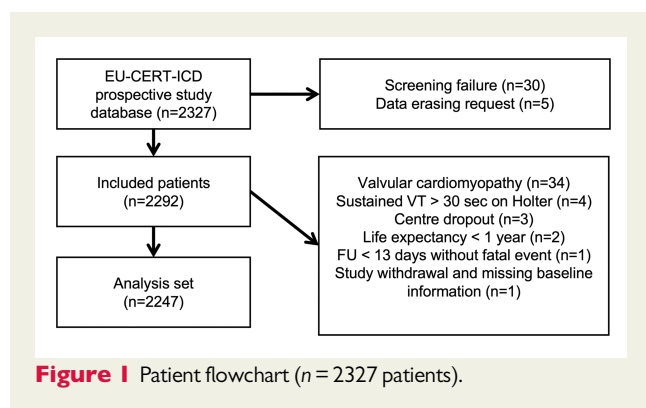 EU-CERT-ICD
prospective study
database (n=2327)
Screening failure (n=30)
Data erasing request (n=5)
Included patients
(n=2292)
Valvular cardiomyopathy (n=34)
Sustained VT > 30 sec on Holter (n=4)
Centre dropout (n=3)
Life expectancy < 1 year (n=2)
FU < 13 days without fatal event (n=1)
Study withdrawal and missing baseline
information (n=1)
Analysis set
(n=2247)
Figure 1 Patient flowchart (n = 2327 patients).